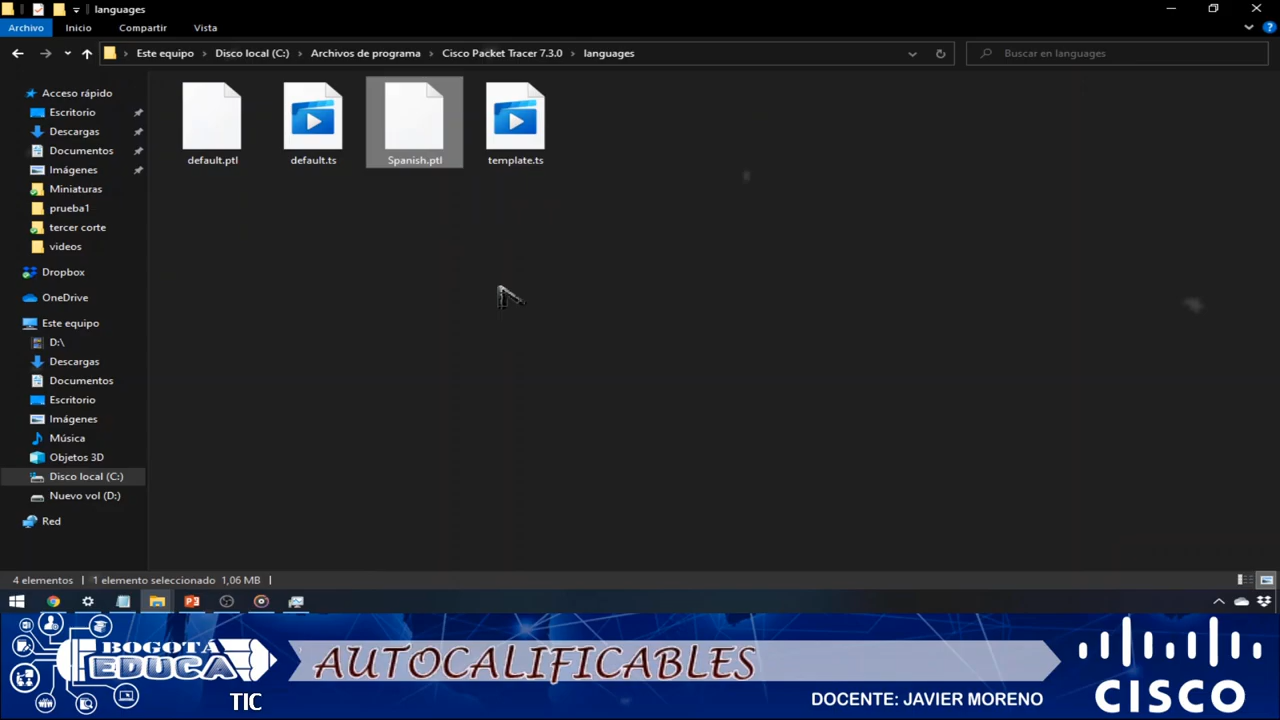 languages
Archivo
Inicio
Compartir
Vista
Este equipo
Disco local (C:)
Archivos de programa
Cisco Packet Tracer 7.3.0
languages
Buscar en languages
Acceso rápido
Escritorio
Descargas
Documentos
Imágenes
Miniaturas
prueba1
tercer corte
videos
Dropbox
OneDrive
Este equipo
D:\
Descargas
Documentos
Escritorio
Imágenes
Música
Objetos 3D
Disco local (C:)
Nuevo vol (D:)
Red
default.ptl
default.ts
Spanish.ptl
template.ts
4 elementos
1 elemento seleccionado 1,06 MB
BOGOTÁ
EDUCA
TIC
AUTOCALIFICABLES
DOCENTE: JAVIER MORENO
CISCO